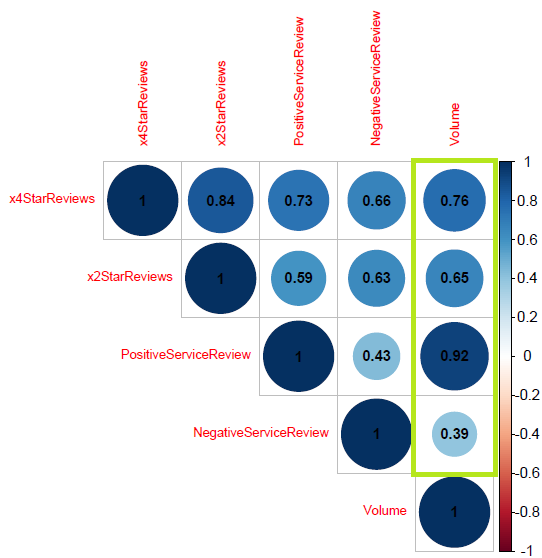 x4StarReviews
x2StarReviews
PositiveServiceReview
NegativeServiceReview
Volume
x4StarReviews 1 0.84 0.73 0.66 0.76
x2StarReviews 1 0.59 0.63 0.65
PositiveServiceReview 1 0.43 0.92
NegativeServiceReview 1 0.39
Volume 1
1
0.8
0.6
0.4
0.2
0
-0.2
-0.4
-0.6
-0.8
-1